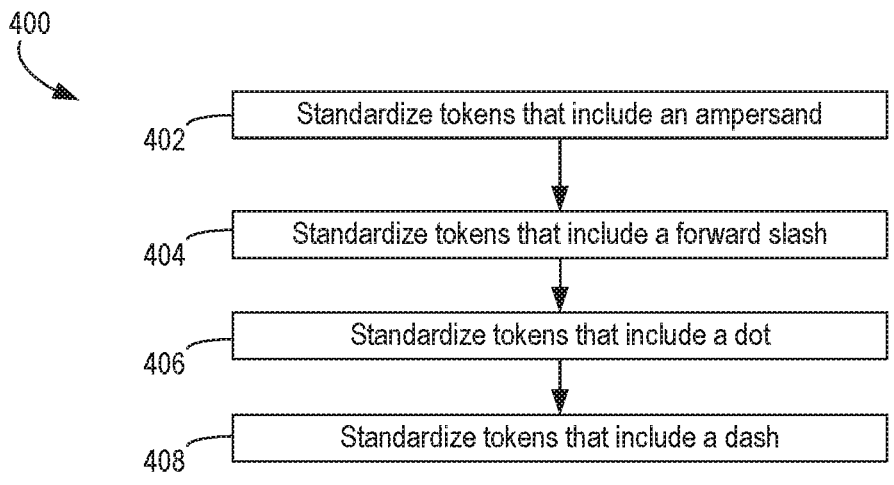 400
Standardize tokens that include an ampersand
402
Standardize tokens that include a forward slash
404
Standardize tokens that include a dot
406
Standardize tokens that include a dash
408